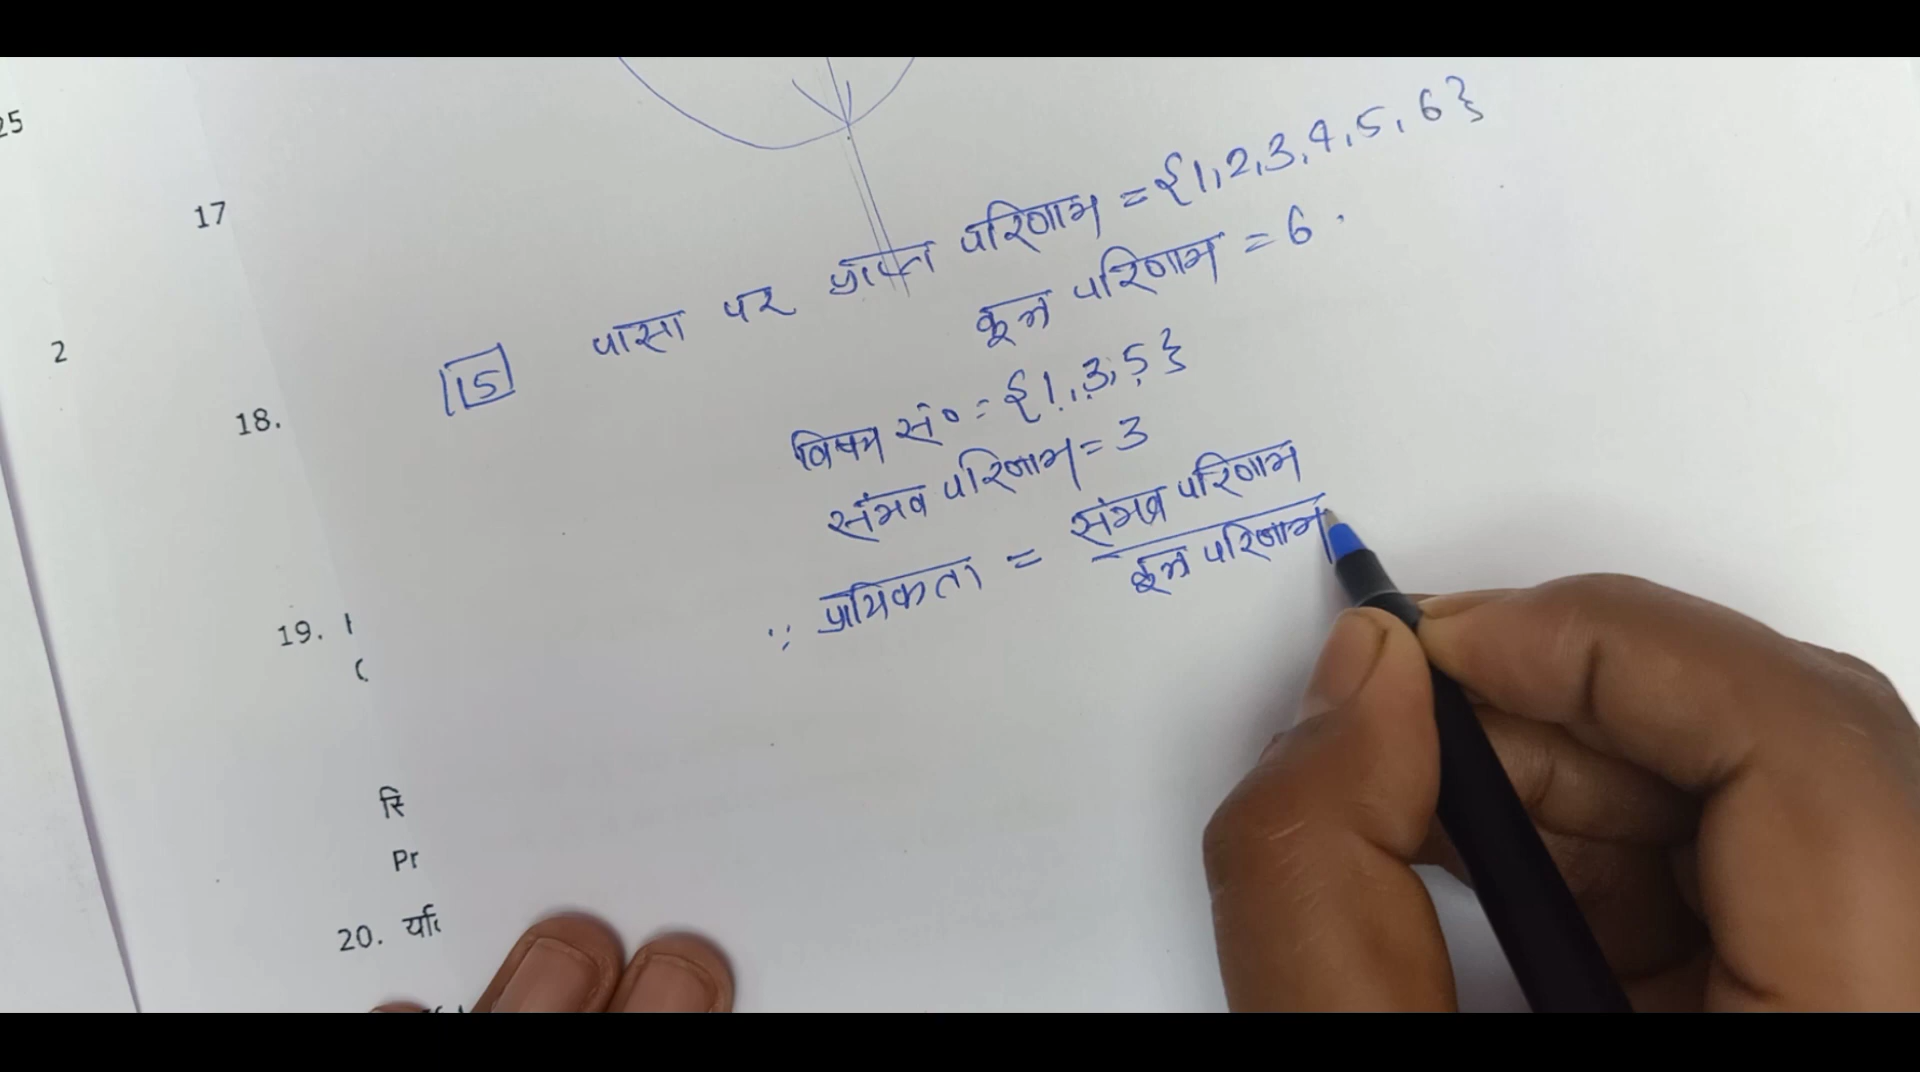 25
17
2
18.
15 पासा पर प्राप्त परिणाम = {1,2,3,4,5,6}
कुल परिणाम = 6.
विषम सं० = {1,3,5}
संभव परिणाम = 3
∵ प्रायिकता = संभव परिणाम
कुल परिणाम
19.
रि
Pr
20. यदि